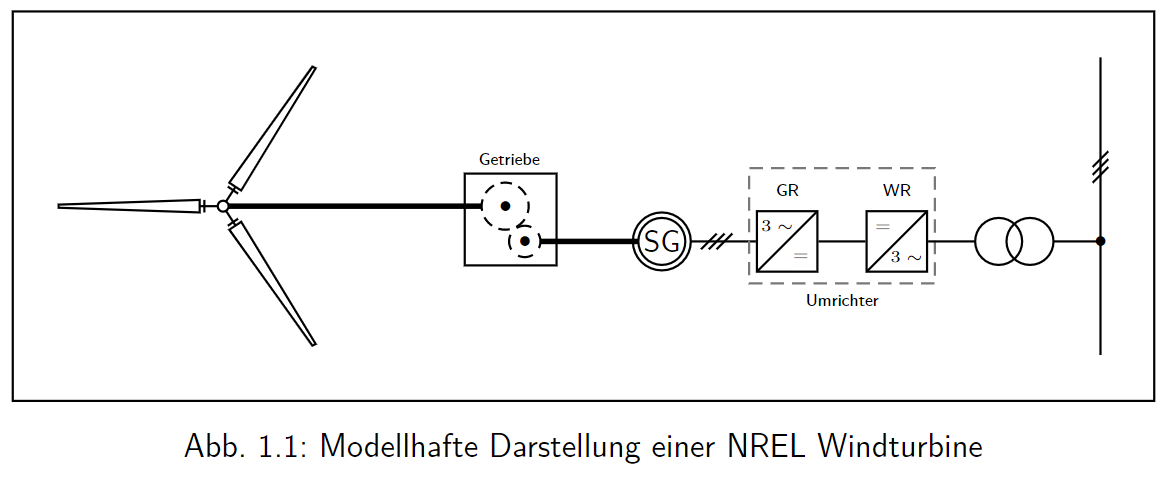 Getriebe
SG
GR
WR
3 ∼
=
=
3 ∼
Umrichter
Abb. 1.1: Modellhafte Darstellung einer NREL Windturbine